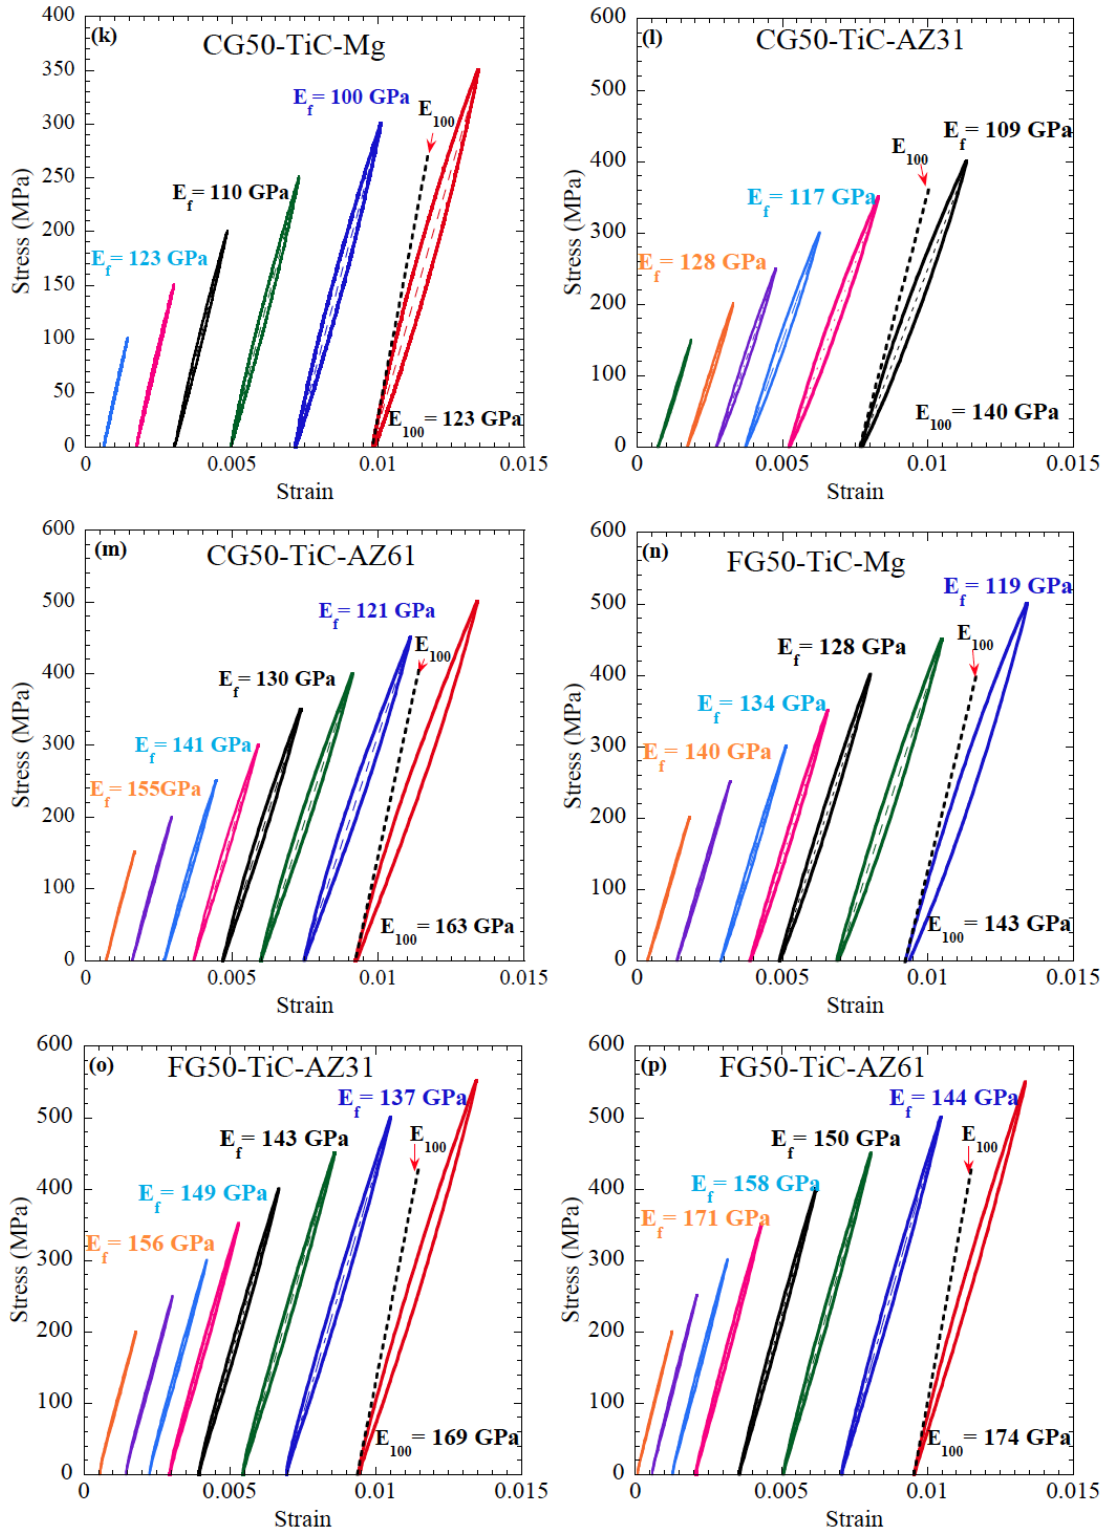 (k)
CG50-TiC-Mg
400
350
300
250
200
150
100
50
0
Stress (MPa)
E_f = 100 GPa
E_100
E_f = 110 GPa
E_f = 123 GPa
E_100 = 123 GPa
0 0.005 0.01 0.015
Strain
(l)
CG50-TiC-AZ31
600
500
400
300
200
100
0
Stress (MPa)
E_f = 109 GPa
E_100
E_f = 117 GPa
E_f = 128 GPa
E_100 = 140 GPa
0 0.005 0.01 0.015
Strain
(m)
CG50-TiC-AZ61
600
500
400
300
200
100
0
Stress (MPa)
E_f = 121 GPa
E_100
E_f = 130 GPa
E_f = 141 GPa
E_f = 155GPa
E_100 = 163 GPa
0 0.005 0.01 0.015
Strain
(n)
FG50-TiC-Mg
600
500
400
300
200
100
0
Stress (MPa)
E_f = 119 GPa
E_100
E_f = 128 GPa
E_f = 134 GPa
E_f = 140 GPa
E_100 = 143 GPa
0 0.005 0.01 0.015
Strain
(o)
FG50-TiC-AZ31
600
500
400
300
200
100
0
Stress (MPa)
E_f = 137 GPa
E_100
E_f = 143 GPa
E_f = 149 GPa
E_f = 156 GPa
E_100 = 169 GPa
0 0.005 0.01 0.015
Strain
(p)
FG50-TiC-AZ61
600
500
400
300
200
100
0
Stress (MPa)
E_f = 144 GPa
E_100
E_f = 150 GPa
E_f = 158 GPa
E_f = 171 GPa
E_100 = 174 GPa
0 0.005 0.01 0.015
Strain